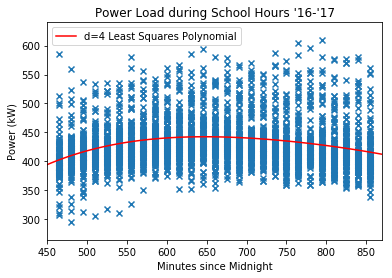 Power Load during School Hours '16-'17
d=4 Least Squares Polynomial
600
550
500
450
400
350
300
Power (kW)
450 500 550 600 650 700 750 800 850
Minutes since Midnight